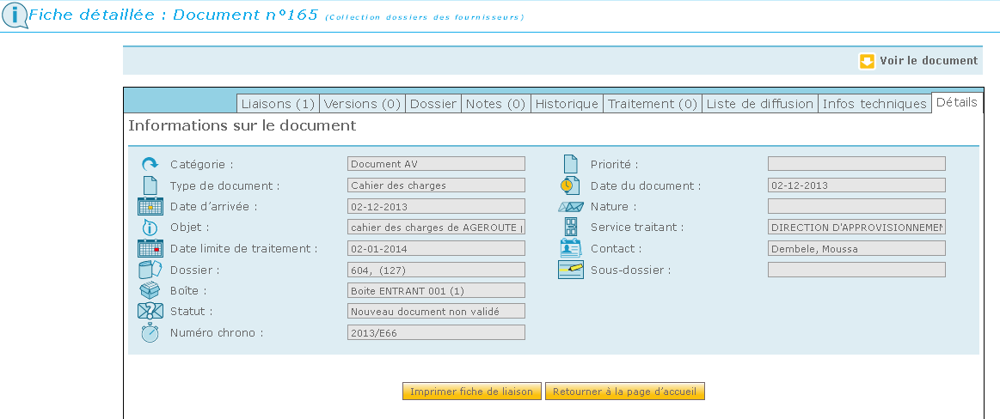 Fiche détaillée : Document n°165 (Collection dossiers des fournisseurs)
Voir le document
Liaisons (1) Versions (0) Dossier Notes (0) Historique Traitement (0) Liste de diffusion Infos techniques Détails
Informations sur le document
Catégorie : Document AV Priorité :
Type de document : Cahier des charges Date du document : 02-12-2013
Date d'arrivée : 02-12-2013 Nature :
Objet : cahier des charges de AGEROUTE Service traitant : DIRECTION D'APPROVISIONNEMEN
Date limite de traitement : 02-01-2014 Contact : Dembele, Moussa
Dossier : 604, (127) Sous-dossier :
Boîte : Boite ENTRANT 001 (1)
Statut : Nouveau document non validé
Numéro chrono : 2013/E66
Imprimer fiche de liaison Retourner à la page d'accueil